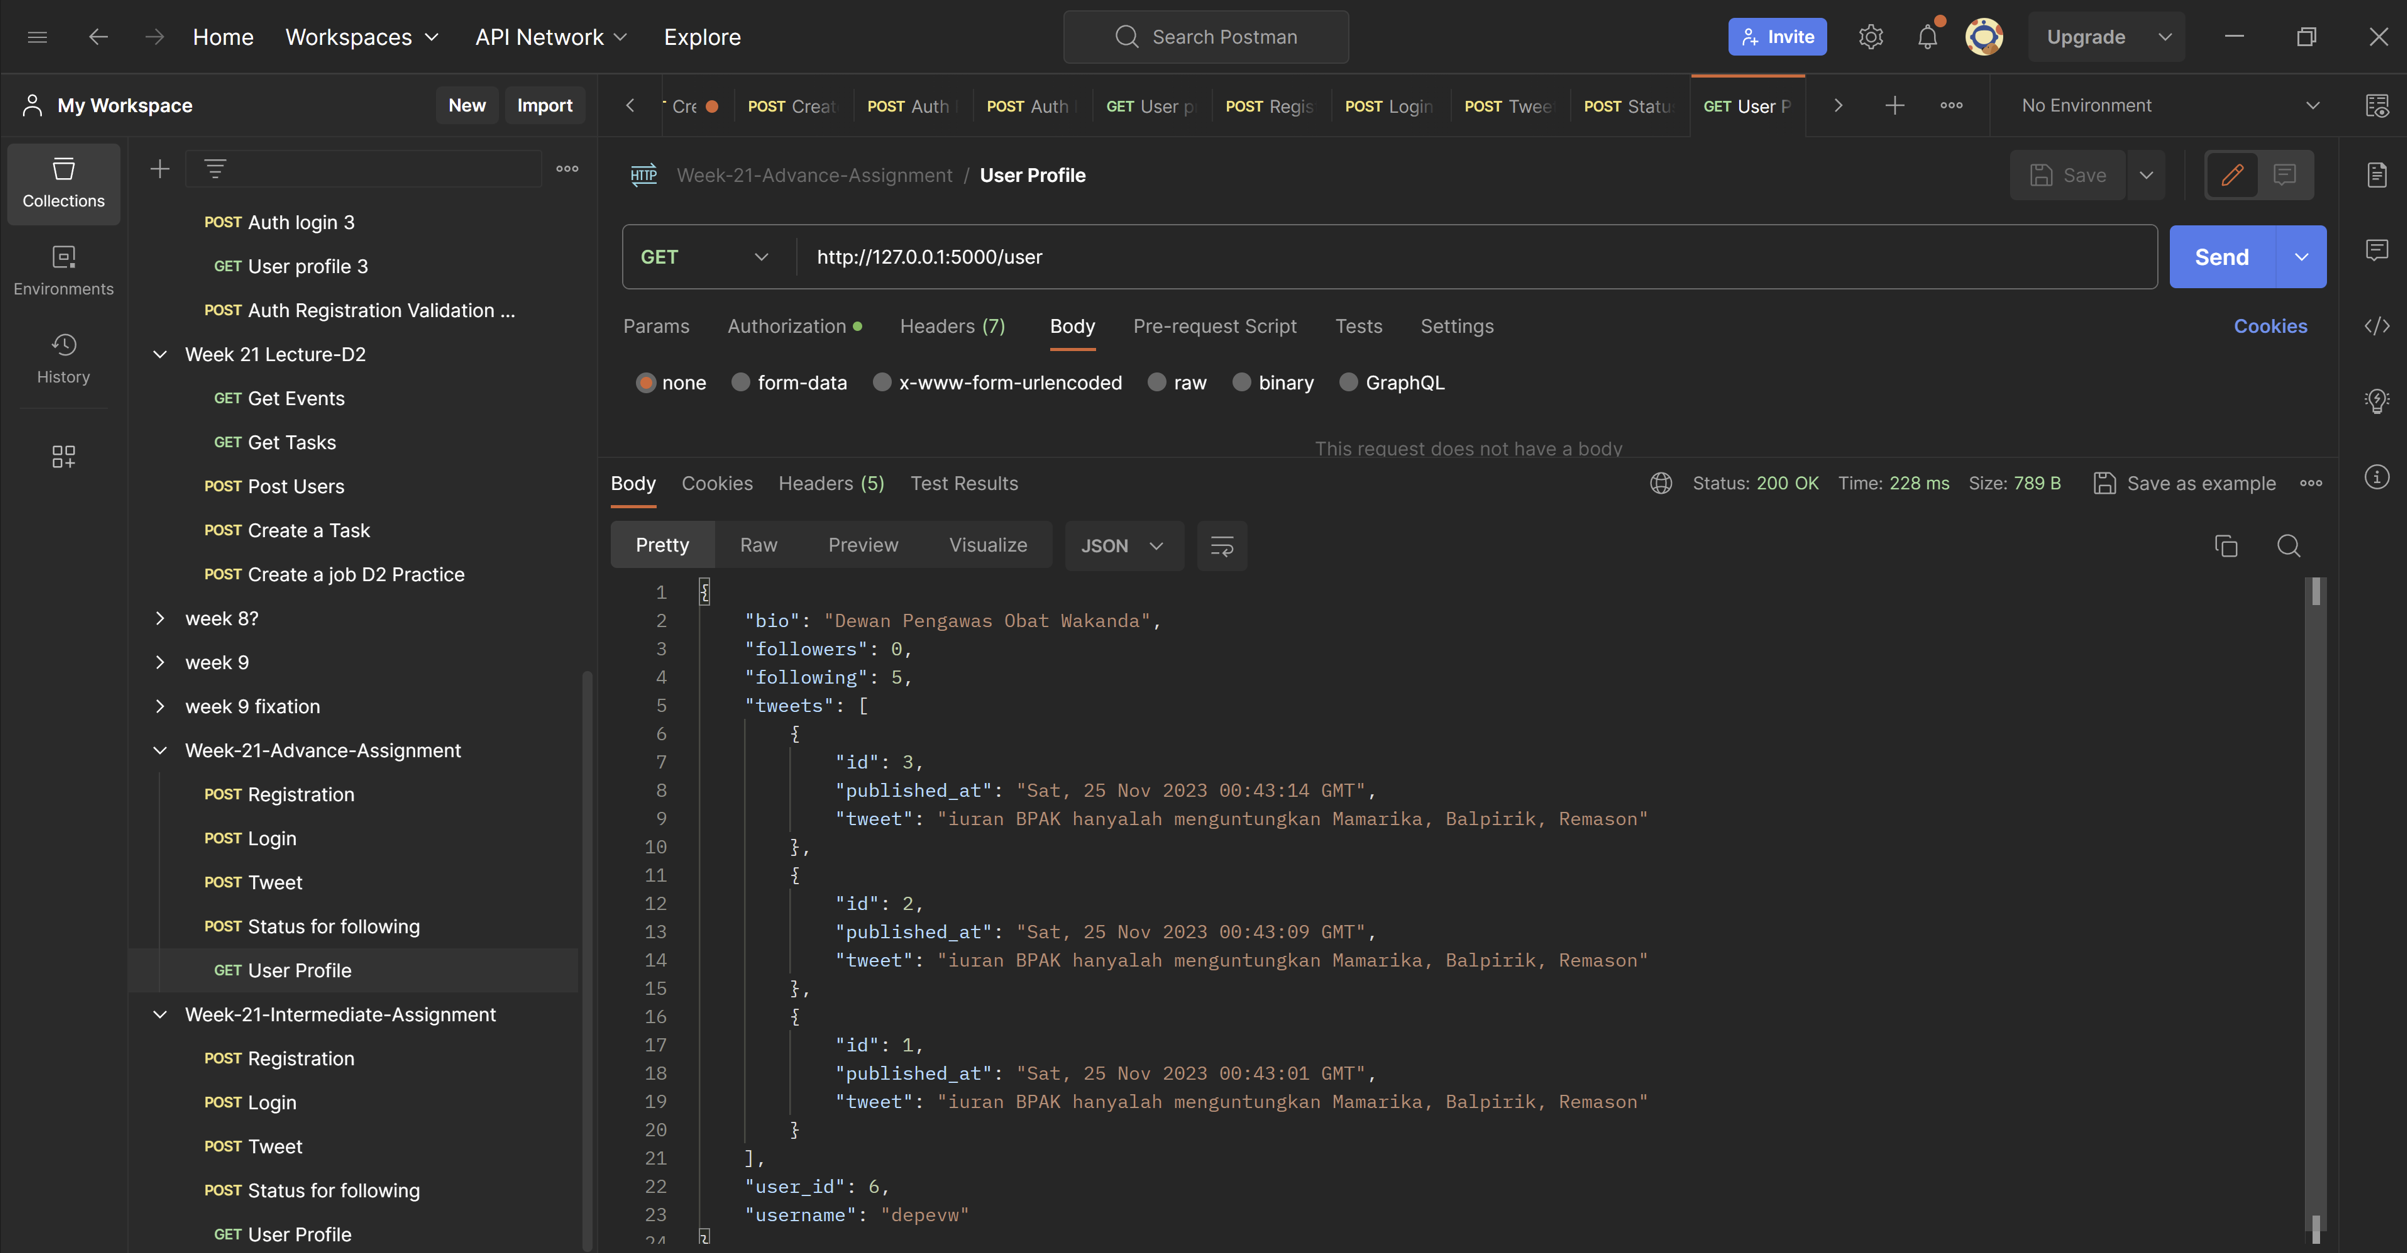 Home Workspaces API Network Explore Search Postman Invite Upgrade
My Workspace New Import
Cre POST Creat POST Auth POST Auth GET User p POST Regis POST Login POST Twee POST Statu GET User P No Environment
Collections
Environments
History
POST Auth login 3
GET User profile 3
POST Auth Registration Validation ...
Week 21 Lecture-D2
GET Get Events
GET Get Tasks
POST Post Users
POST Create a Task
POST Create a job D2 Practice
week 8?
week 9
week 9 fixation
Week-21-Advance-Assignment
POST Registration
POST Login
POST Tweet
POST Status for following
GET User Profile
Week-21-Intermediate-Assignment
POST Registration
POST Login
POST Tweet
POST Status for following
GET User Profile
HTTP Week-21-Advance-Assignment / User Profile Save
GET http://127.0.0.1:5000/user Send
Params Authorization Headers (7) Body Pre-request Script Tests Settings Cookies
none form-data x-www-form-urlencoded raw binary GraphQL
This request does not have a body
Body Cookies Headers (5) Test Results Status: 200 OK Time: 228 ms Size: 789 B Save as example
Pretty Raw Preview Visualize JSON
1 {
2 "bio": "Dewan Pengawas Obat Wakanda",
3 "followers": 0,
4 "following": 5,
5 "tweets": [
6 {
7 "id": 3,
8 "published_at": "Sat, 25 Nov 2023 00:43:14 GMT",
9 "tweet": "iuran BPAK hanyalah menguntungkan Mamarika, Balpirik, Remason"
10 },
11 {
12 "id": 2,
13 "published_at": "Sat, 25 Nov 2023 00:43:09 GMT",
14 "tweet": "iuran BPAK hanyalah menguntungkan Mamarika, Balpirik, Remason"
15 },
16 {
17 "id": 1,
18 "published_at": "Sat, 25 Nov 2023 00:43:01 GMT",
19 "tweet": "iuran BPAK hanyalah menguntungkan Mamarika, Balpirik, Remason"
20 }
21 ],
22 "user_id": 6,
23 "username": "depevw"
24 }